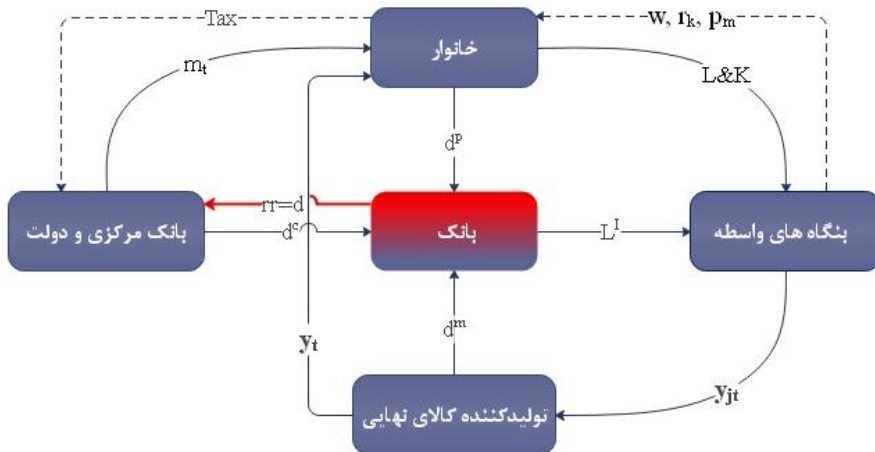 Tax
w, rₖ, pₘ
خانوار
mₜ
L&K
dᵖ
rr=d
بانک مرکزی و دولت
بانک
بنگاه های واسطه
dᶜ
Lᴵ
dᵐ
yₜ
yⱼₜ
تولیدکننده کالای نهایی